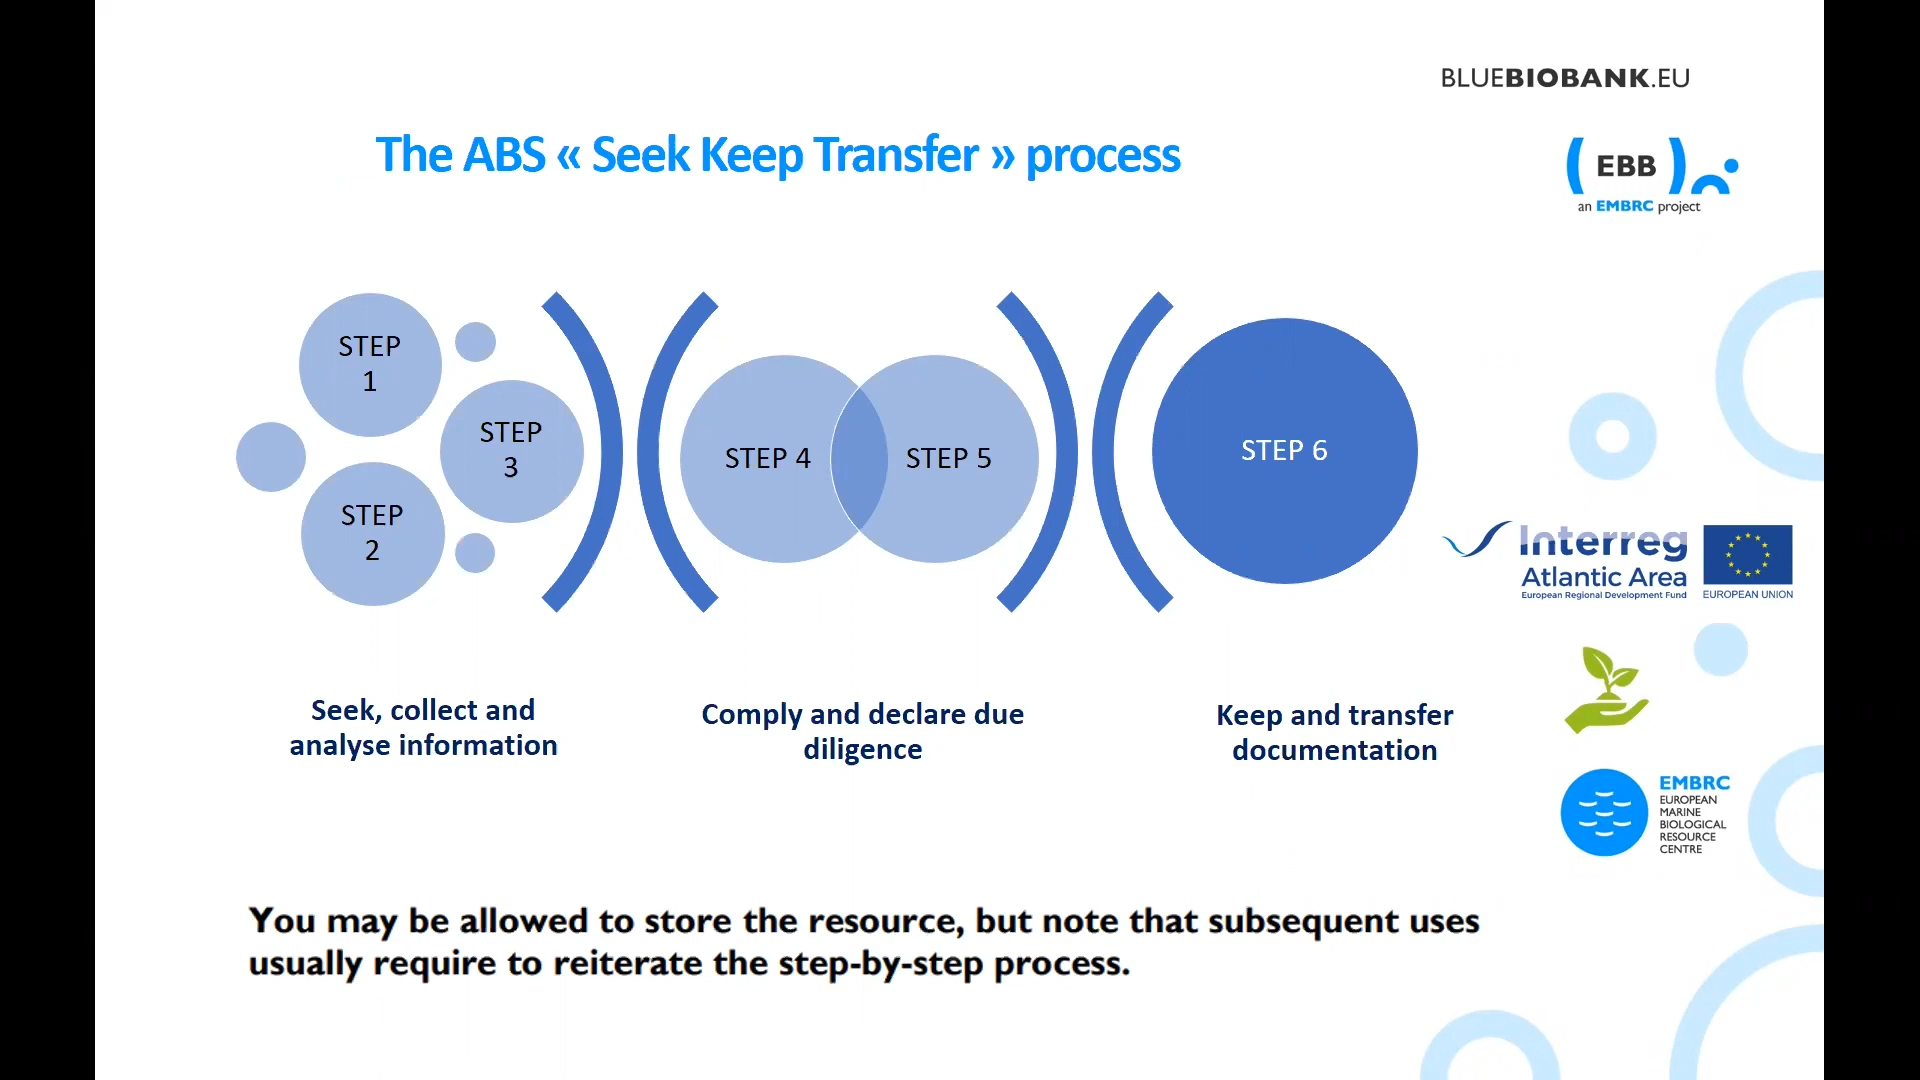 BLUEBIOBANK.EU
The ABS « Seek Keep Transfer » process
( EBB )
an EMBRC project
STEP
1
STEP
2
STEP
3
STEP 4
STEP 5
STEP 6
Seek, collect and
analyse information
Comply and declare due
diligence
Keep and transfer
documentation
Interreg
Atlantic Area
European Regional Development Fund
EUROPEAN UNION
EMBRC
EUROPEAN
MARINE
BIOLOGICAL
RESOURCE
CENTRE
You may be allowed to store the resource, but note that subsequent uses
usually require to reiterate the step-by-step process.